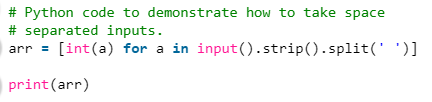 # Python code to demonstrate how to take space
# separated inputs.
arr = [int(a) for a in input().strip().split(' ')]
print(arr)